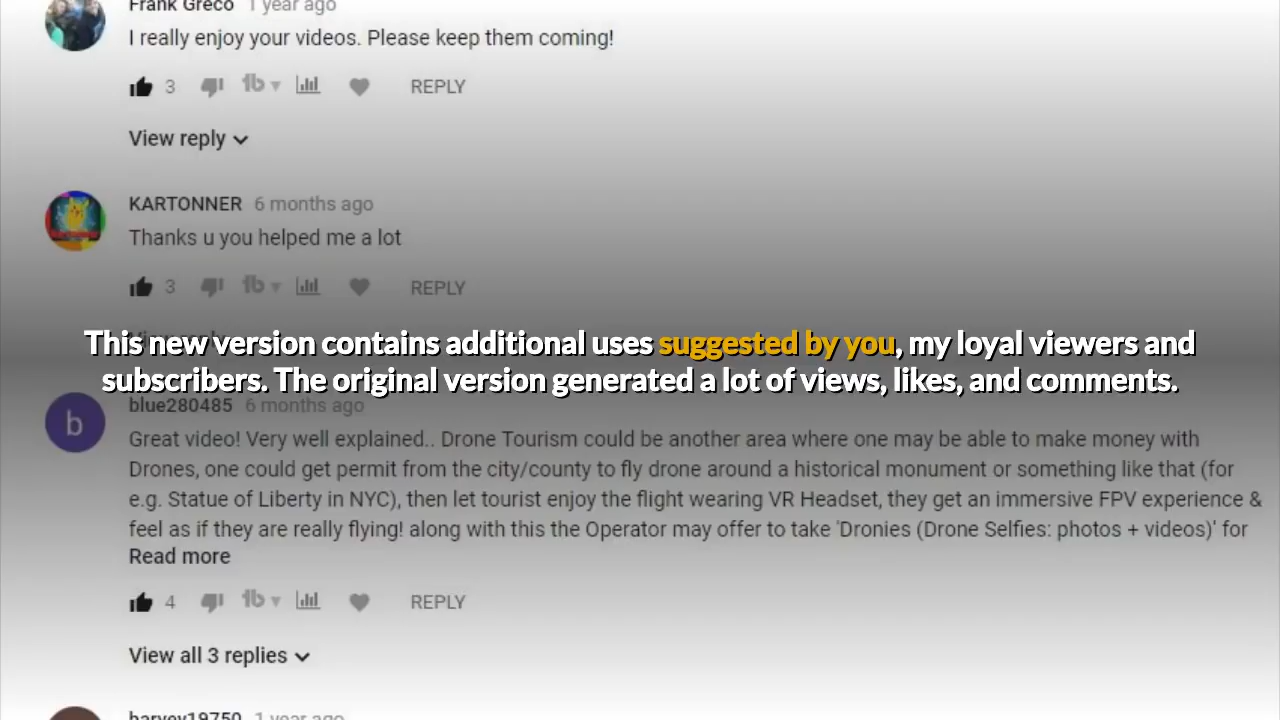 Frank Greco 1 year ago
I really enjoy your videos. Please keep them coming!
3 REPLY
View reply
KARTONNER 6 months ago
Thanks u you helped me a lot
3 REPLY
View reply
This new version contains additional uses suggested by you, my loyal viewers and
subscribers. The original version generated a lot of views, likes, and comments.
blue280485 6 months ago
b
Great video! Very well explained.. Drone Tourism could be another area where one may be able to make money with
Drones, one could get permit from the city/county to fly drone around a historical monument or something like that (for
e.g. Statue of Liberty in NYC), then let tourist enjoy the flight wearing VR Headset, they get an immersive FPV experience &
feel as if they are really flying! along with this the Operator may offer to take 'Dronies (Drone Selfies: photos + videos)' for
Read more
4 REPLY
View all 3 replies
harvey19750 1 year ago